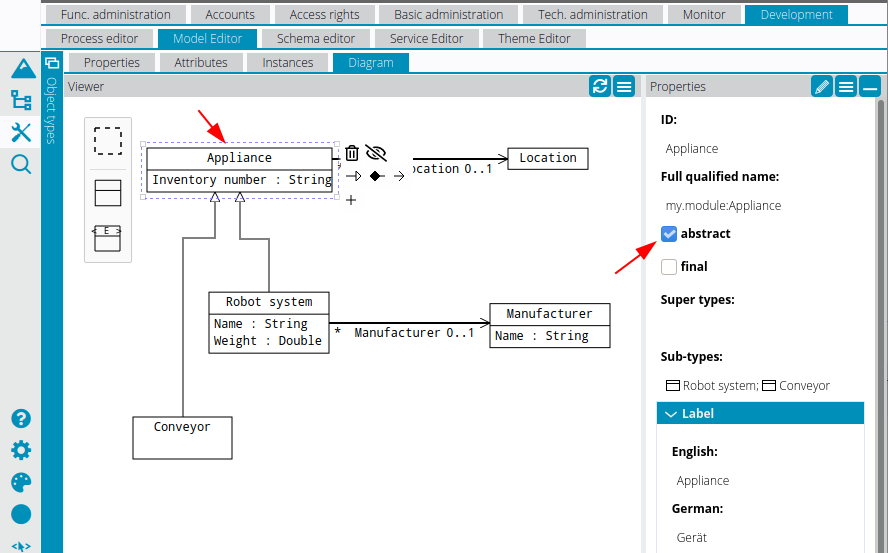 Func. administration Accounts Access rights Basic administration Tech. administration Monitor Development
Process editor Model Editor Schema editor Service Editor Theme Editor
Properties Attributes Instances Diagram
Object types
Viewer
Properties
< E >
Appliance
Inventory number : String
*
ocation 0..1
Location
Robot system
Name : String
Weight : Double
* Manufacturer 0..1
Manufacturer
Name : String
Conveyor
ID:
Appliance
Full qualified name:
my.module:Appliance
abstract
final
Super types:
Sub-types:
Robot system; Conveyor
Label
English:
Appliance
German:
Gerät